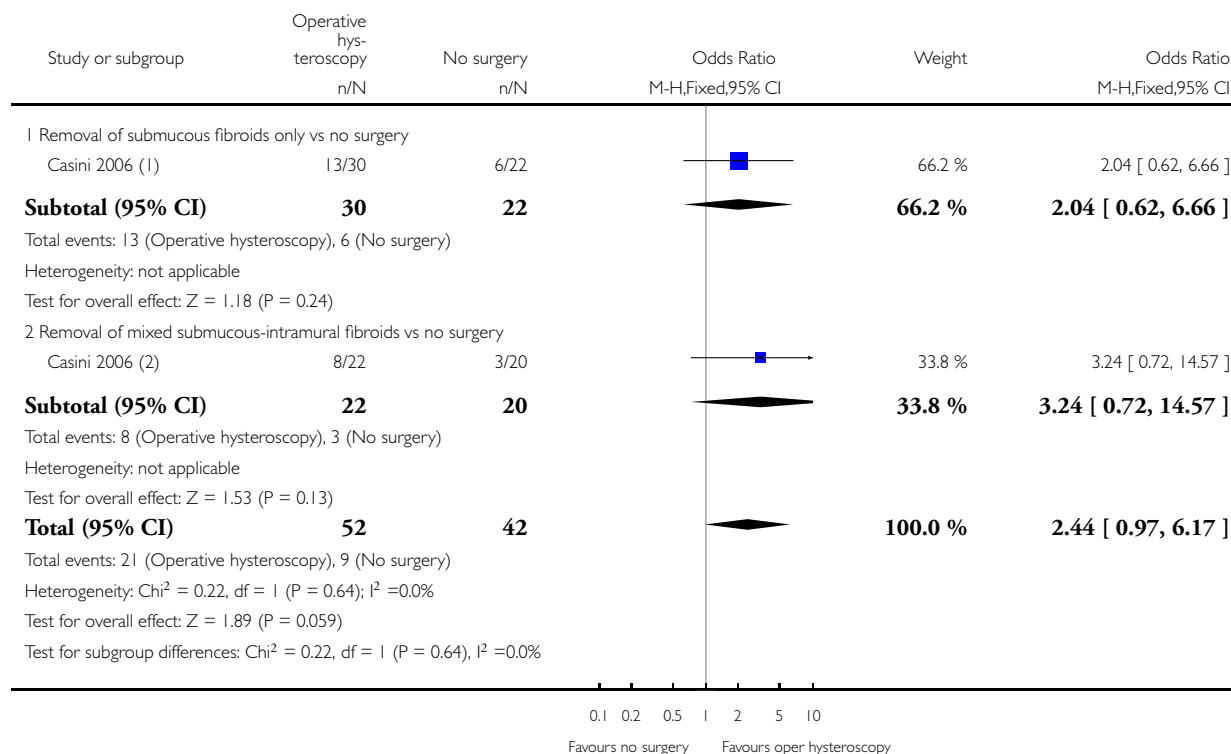 Study or subgroup Operative hys- teroscopy No surgery Odds Ratio Weight Odds Ratio
n/N n/N M-H,Fixed,95% CI M-H,Fixed,95% CI
1 Removal of submucous fibroids only vs no surgery
Casini 2006 (1) 13/30 6/22 66.2 % 2.04 [ 0.62, 6.66 ]
Subtotal (95% CI) 30 22 66.2 % 2.04 [ 0.62, 6.66 ]
Total events: 13 (Operative hysteroscopy), 6 (No surgery)
Heterogeneity: not applicable
Test for overall effect: Z = 1.18 (P = 0.24)
2 Removal of mixed submucous-intramural fibroids vs no surgery
Casini 2006 (2) 8/22 3/20 33.8 % 3.24 [ 0.72, 14.57 ]
Subtotal (95% CI) 22 20 33.8 % 3.24 [ 0.72, 14.57 ]
Total events: 8 (Operative hysteroscopy), 3 (No surgery)
Heterogeneity: not applicable
Test for overall effect: Z = 1.53 (P = 0.13)
Total (95% CI) 52 42 100.0 % 2.44 [ 0.97, 6.17 ]
Total events: 21 (Operative hysteroscopy), 9 (No surgery)
Heterogeneity: Chi² = 0.22, df = 1 (P = 0.64); I² =0.0%
Test for overall effect: Z = 1.89 (P = 0.059)
Test for subgroup differences: Chi² = 0.22, df = 1 (P = 0.64), I² =0.0%
0.1 0.2 0.5 1 2 5 10
Favours no surgery Favours oper hysteroscopy